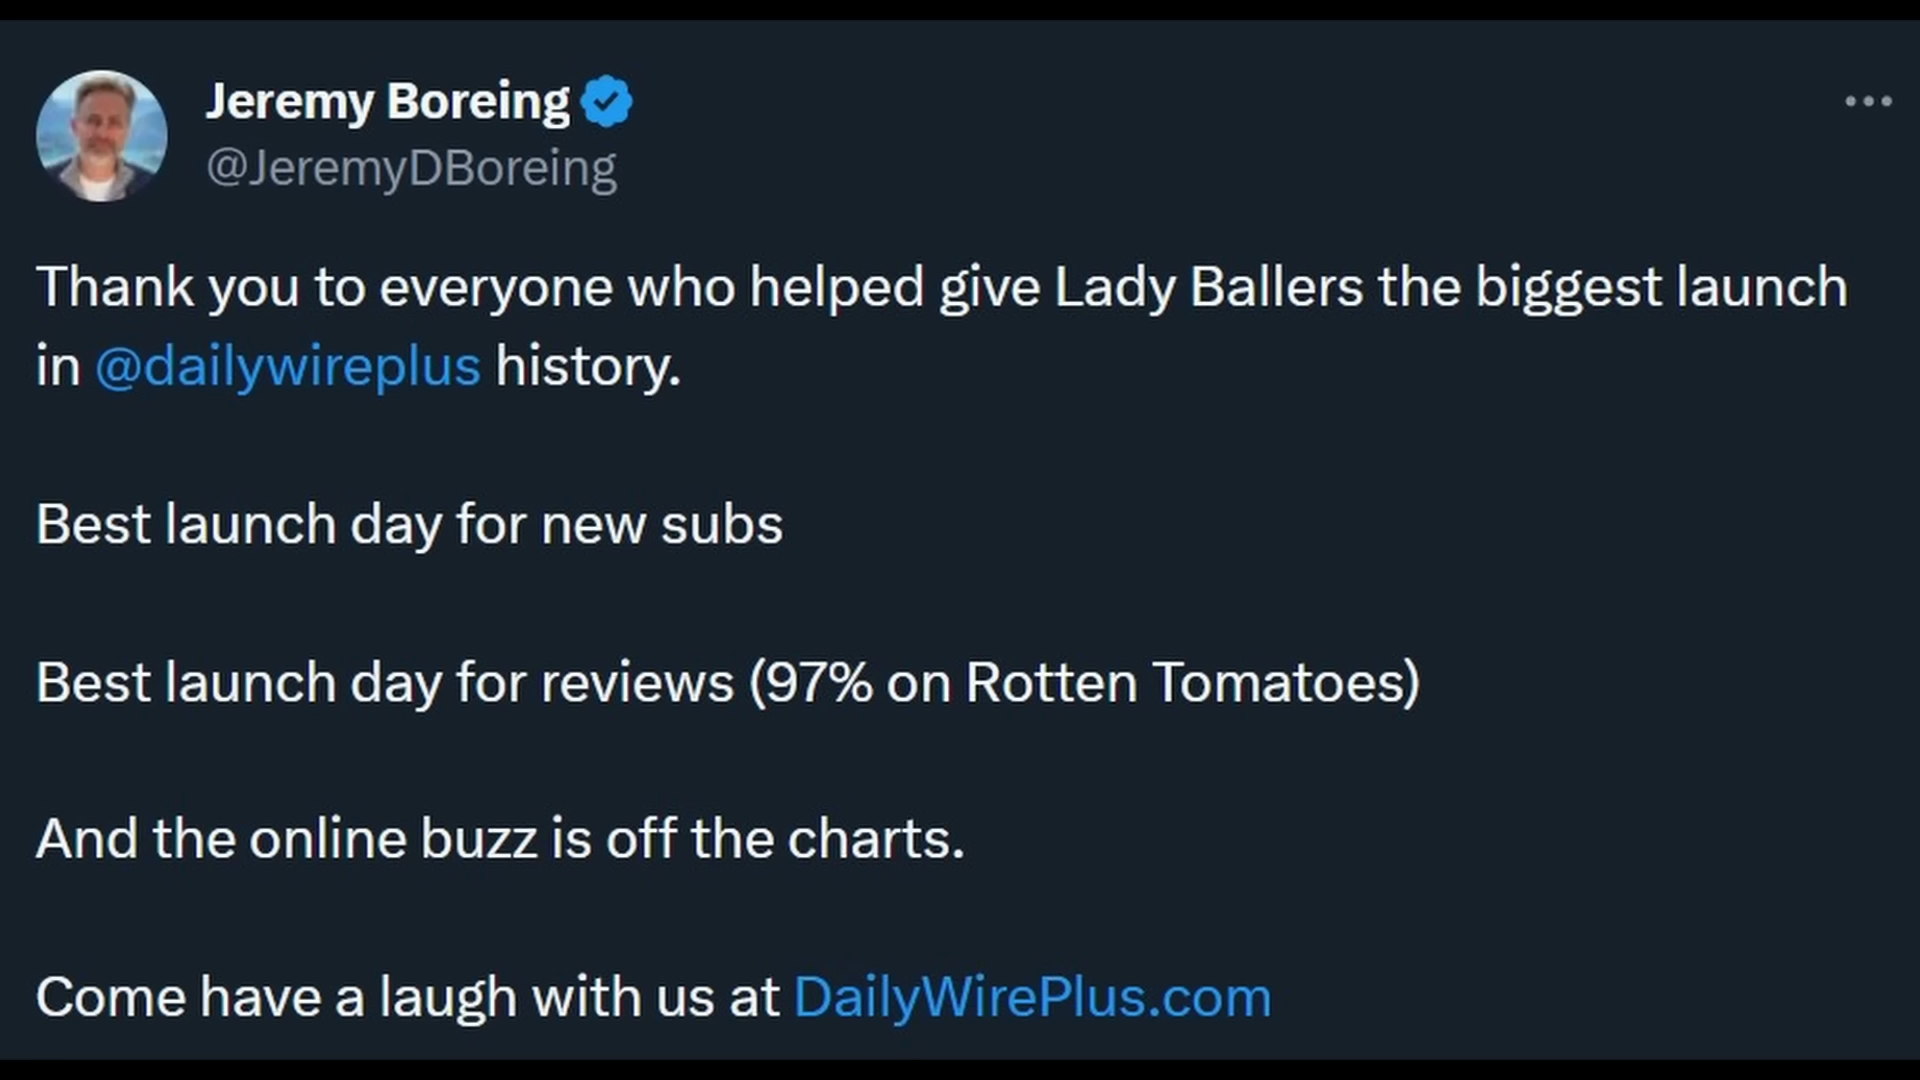 Jeremy Boreing
@JeremyDBoreing
Thank you to everyone who helped give Lady Ballers the biggest launch
in @dailywireplus history.
Best launch day for new subs
Best launch day for reviews (97% on Rotten Tomatoes)
And the online buzz is off the charts.
Come have a laugh with us at DailyWirePlus.com